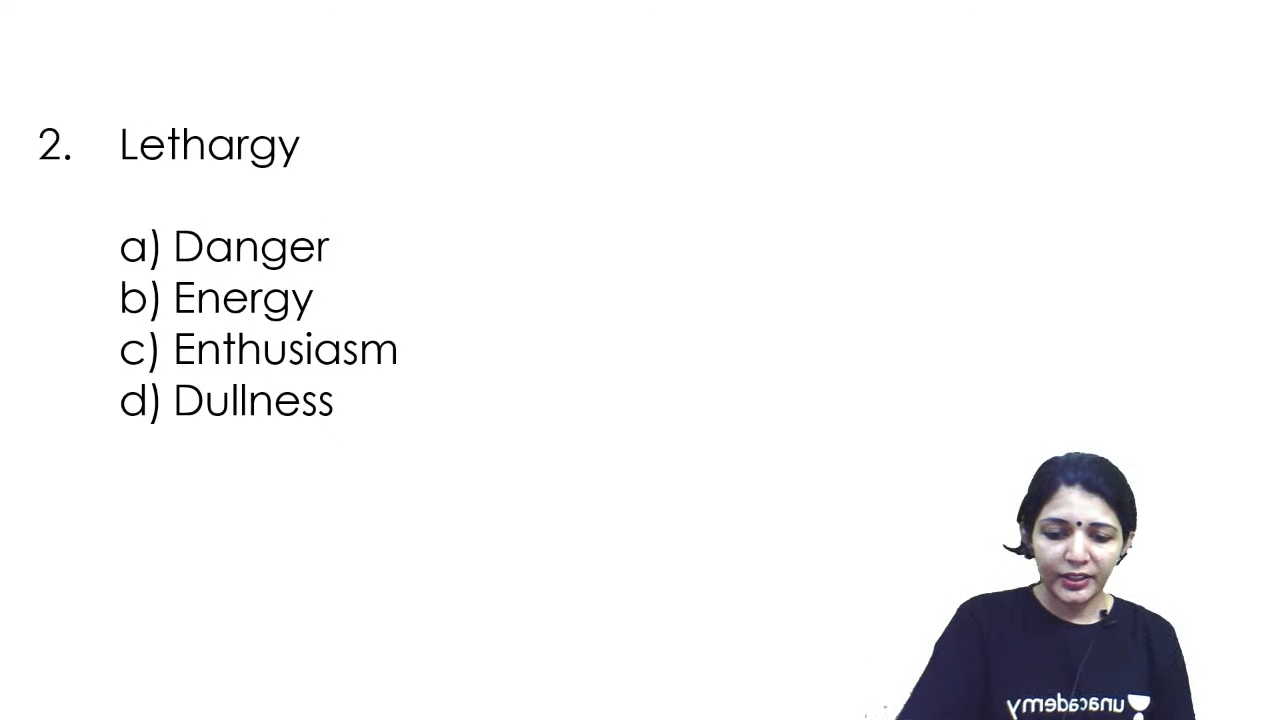 2. Lethargy
a) Danger
b) Energy
c) Enthusiasm
d) Dullness
unacademy